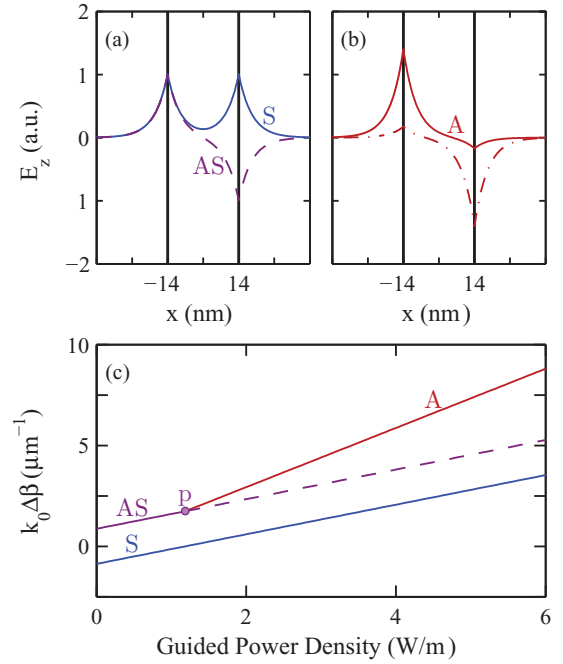 2
(a)
(b)
1
S
A
0
AS
1
−2
E_z (a.u.)
−14
14
−14
14
x (nm)
x (nm)
10
(c)
A
5
AS
p
0
S
k_0Δβ (μm⁻¹)
0
2
4
6
Guided Power Density (W/m)